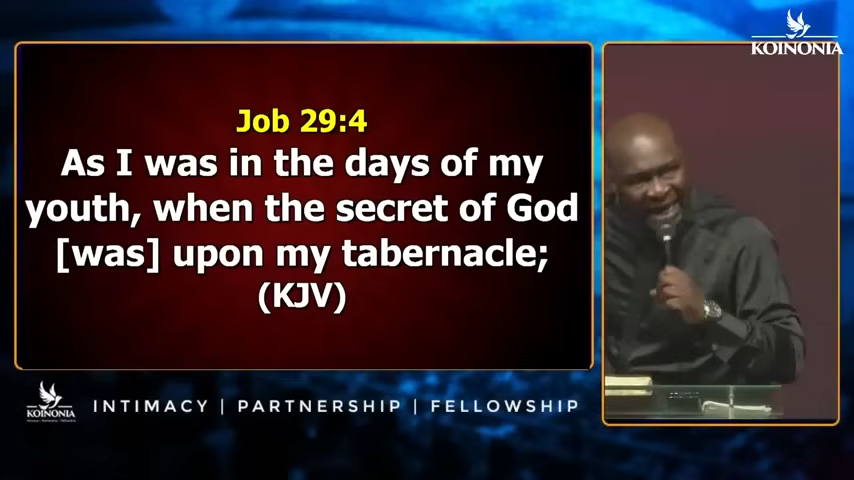 KOINONIA
Job 29:4
As I was in the days of my
youth, when the secret of God
[was] upon my tabernacle;
(KJV)
KOINONIA
INTIMACY | PARTNERSHIP | FELLOWSHIP